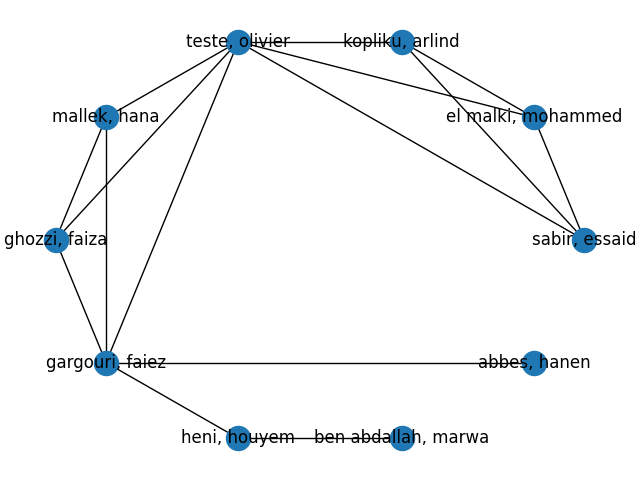 teste, olivier
kopliku, arlind
mallek, hana
el malki, mohammed
ghozzi, faiza
sabir, essaid
gargouri, faiez
abbes, hanen
heni, houyem
ben abdallah, marwa